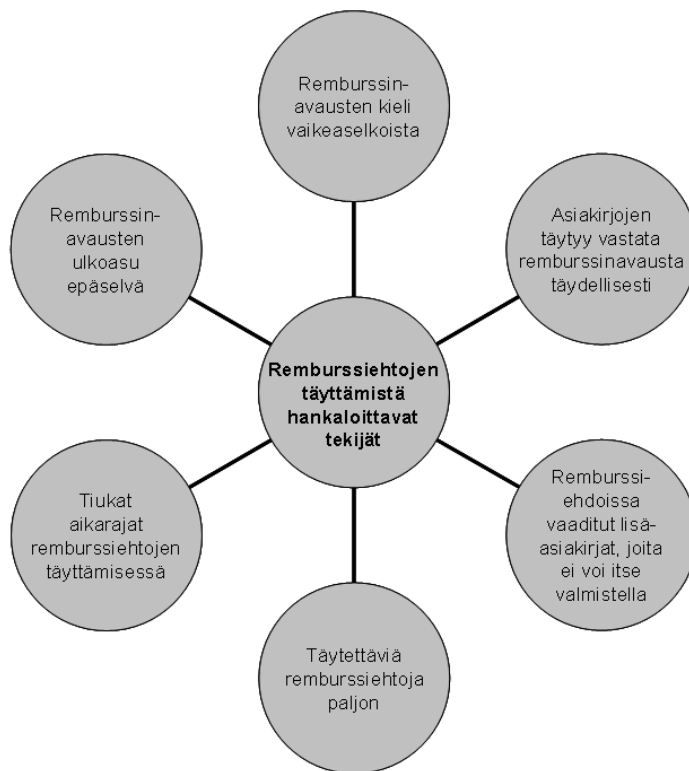 Remburssin-
avausten kieli
vaikeaselkoista
Remburssin-
avausten
ulkoasu
epäselvä
Asiakirjojen
täytyy vastata
remburssinavausta
täydellisesti
Remburssiehtojen
täyttämistä
hankaloittavat
tekijät
Tiukat
aikarajat
remburssiehtojen
täyttämisessä
Remburssi-
ehdoissa
vaaditut lisä-
asiakirjat, joita
ei voi itse
valmistella
Täytettäviä
remburssiehtoja
paljon